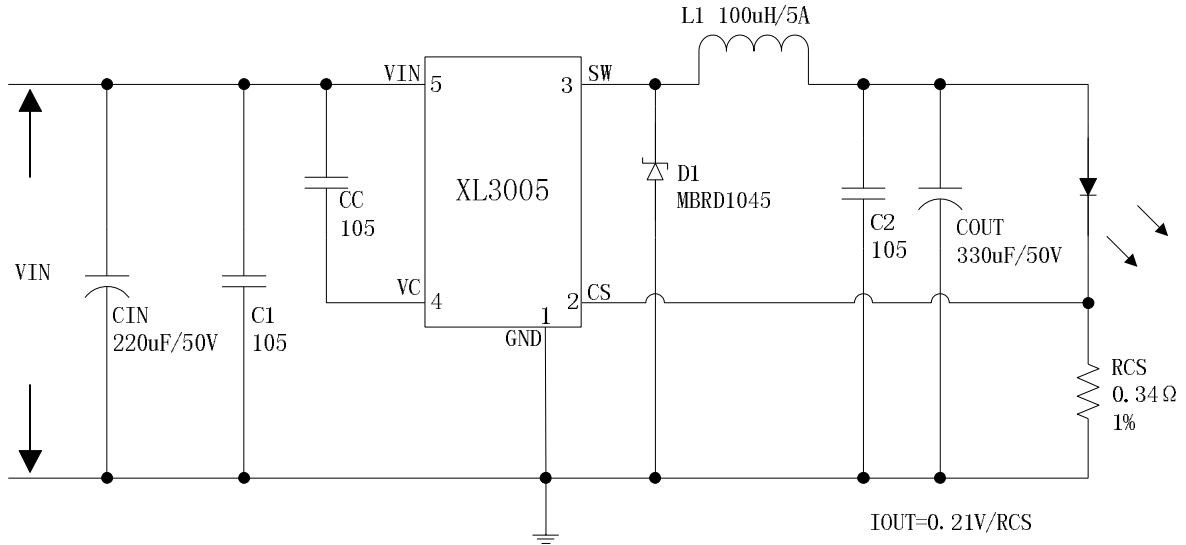 L1 100uH/5A
VIN
5
3
SW
XL3005
CC
105
D1
MBRD1045
C2
105
COUT
330uF/50V
VIN
VC
4
2
CS
1
GND
CIN
220uF/50V
C1
105
RCS
0.34Ω
1%
IOUT=0.21V/RCS